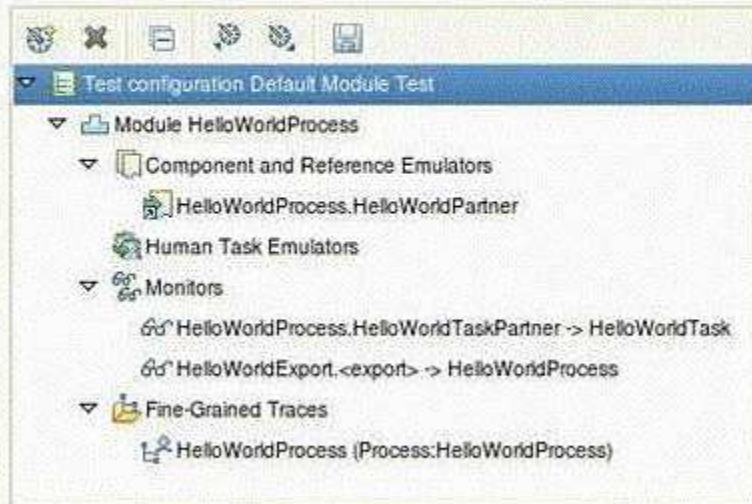 Test configuration Default Module Test
Module HelloWorldProcess
Component and Reference Emulators
HelloWorldProcess.HelloWorldPartner
Human Task Emulators
Monitors
HelloWorldProcess.HelloWorldTaskPartner -> HelloWorldTask
HelloWorldExport.<export> -> HelloWorldProcess
Fine-Grained Traces
HelloWorldProcess (Process:HelloWorldProcess)